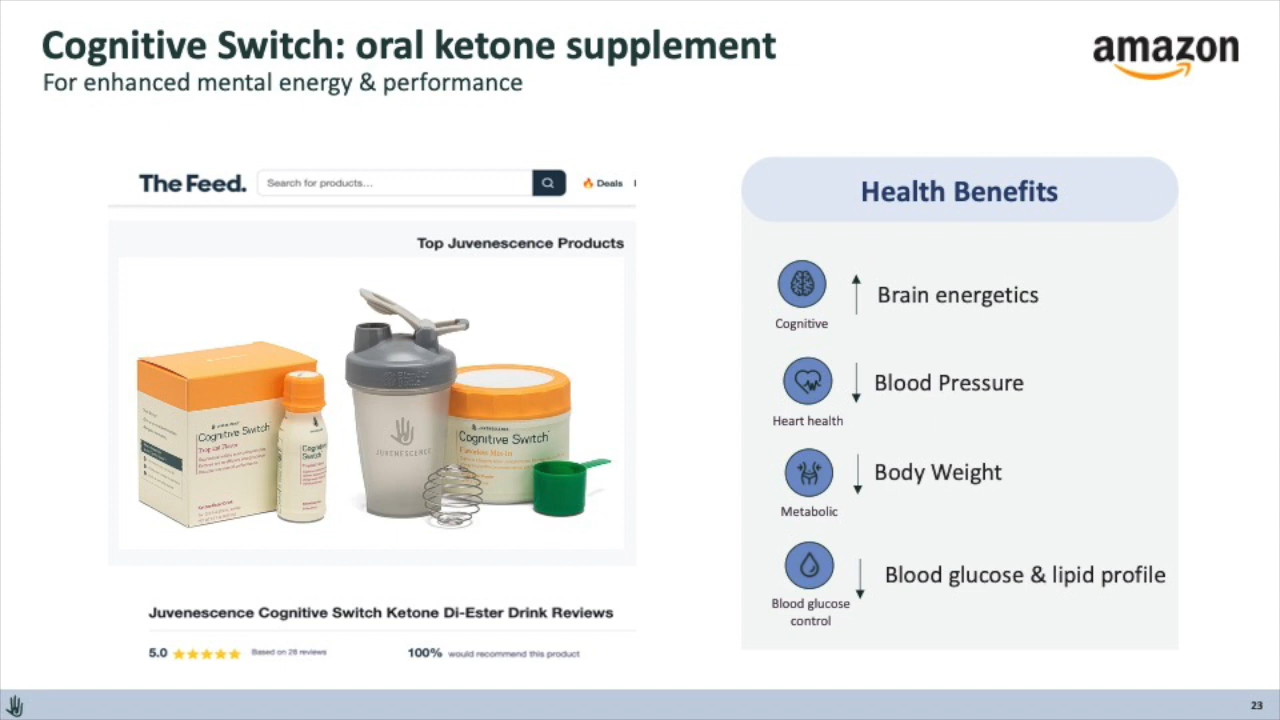 Cognitive Switch: oral ketone supplement
For enhanced mental energy & performance
amazon
The Feed.
Search for products...
Deals
Top Juvenescence Products
Cognitive Switch
Tropical Flavor
Cognitive Switch
JUVENESCENCE
Juvenescence Cognitive Switch Ketone Di-Ester Drink Reviews
5.0
Based on 28 reviews
100% would recommend this product
Health Benefits
Cognitive
Brain energetics
Heart health
Blood Pressure
Metabolic
Body Weight
Blood glucose
control
Blood glucose & lipid profile
23